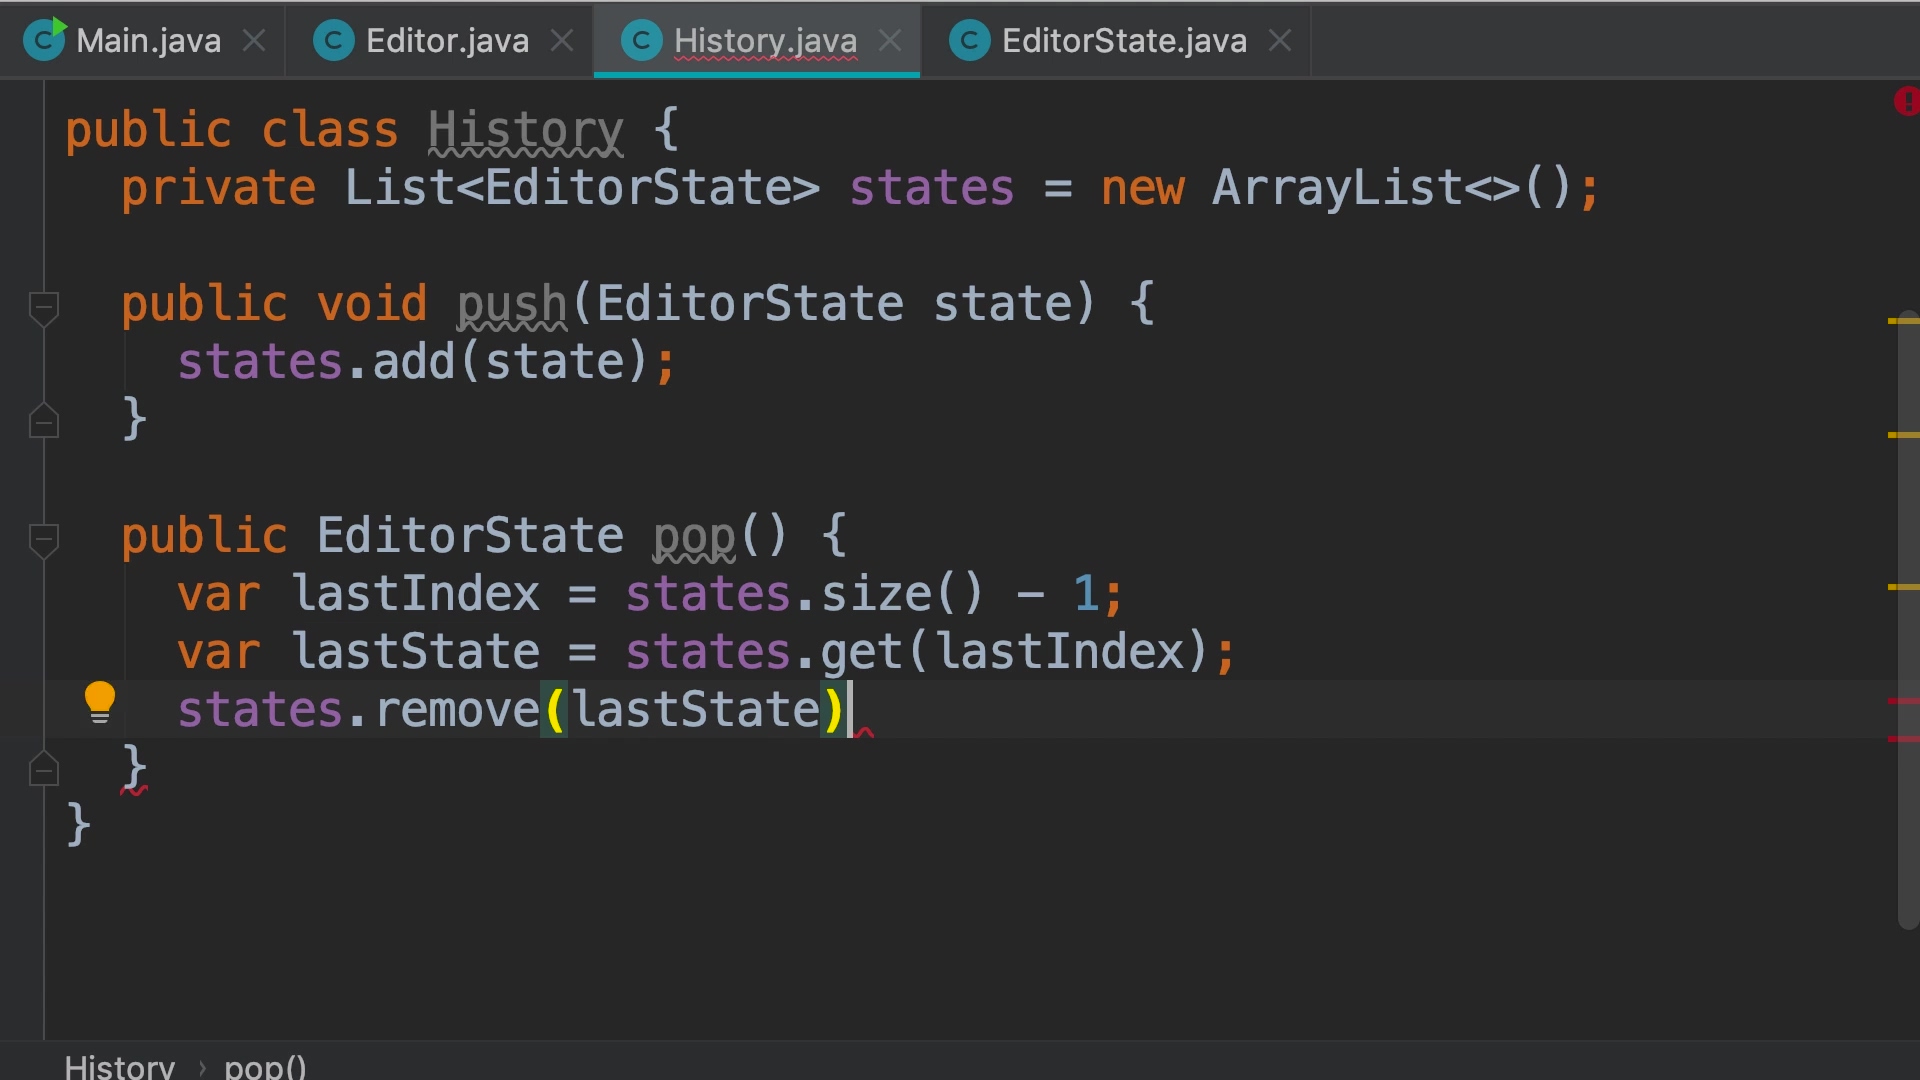 Main.java Editor.java History.java EditorState.java
public class History {
private List<EditorState> states = new ArrayList<>();
public void push(EditorState state) {
states.add(state);
}
public EditorState pop() {
var lastIndex = states.size() - 1;
var lastState = states.get(lastIndex);
states.remove(lastState)
}
}
History › pop()